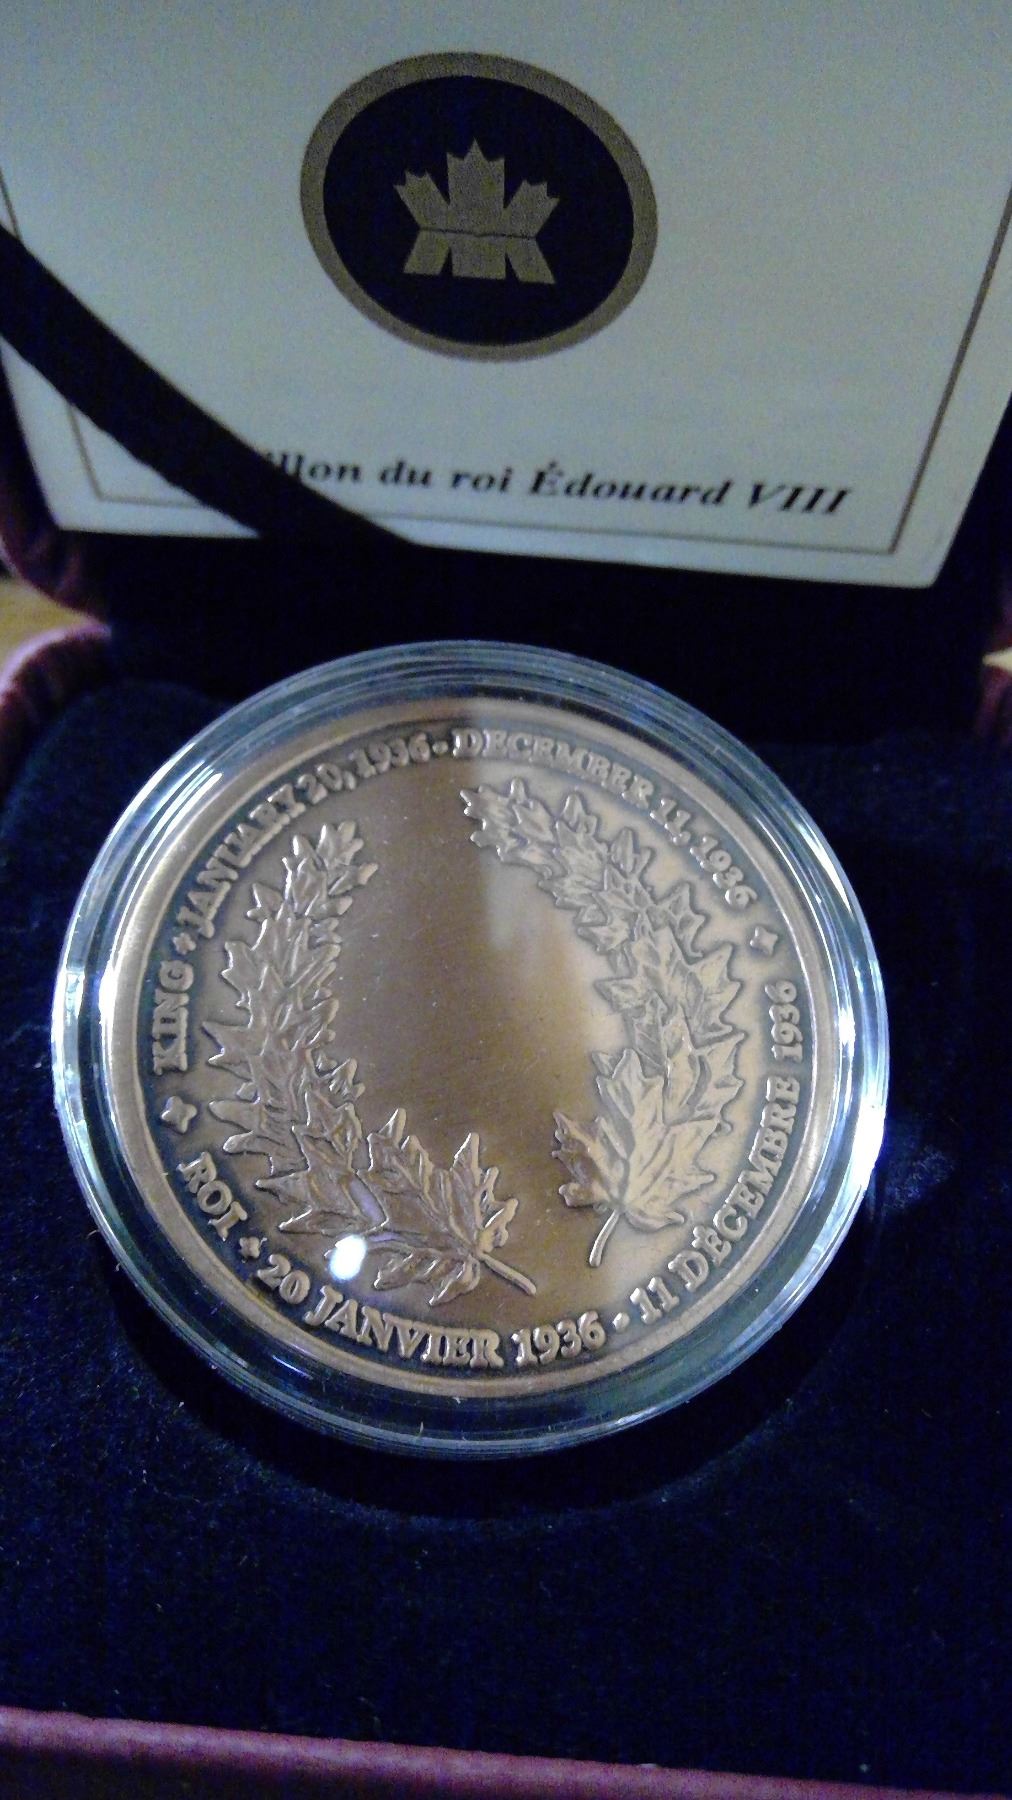 llon du roi Édouard VIII
KING • JANUARY 20, 1936 - DECEMBER 11, 1936
ROI • 20 JANVIER 1936 - 11 DÉCEMBRE 1936